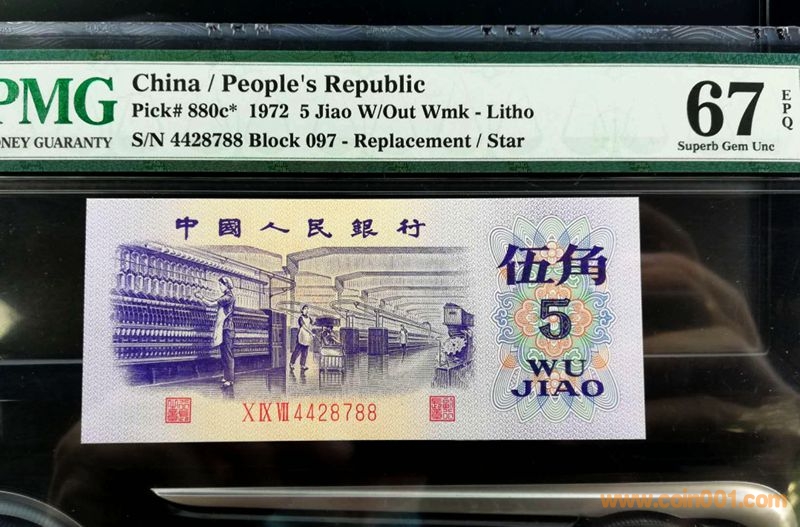 PMG
MONEY GUARANTY
China / People's Republic
Pick# 880c* 1972 5 Jiao W/Out Wmk - Litho
S/N 4428788 Block 097 - Replacement / Star
67
EPQ
Superb Gem Unc
中國人民銀行
伍角
5
WU
JIAO
X IX VII 4428788
www.coin001.com